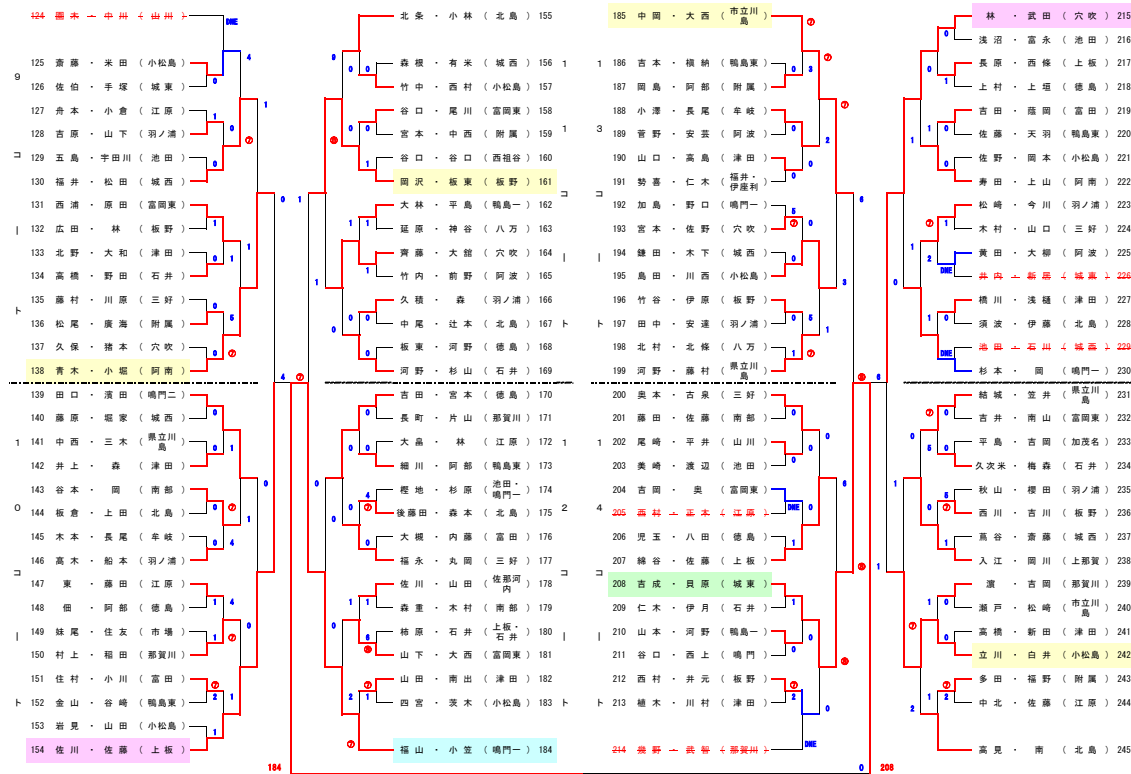 124 園木 ・ 中川 ( 山川 )
125 斎藤 ・ 米田 ( 小松島 )
126 佐伯 ・ 手塚 ( 城東 )
127 舟本 ・ 小倉 ( 江原 )
128 吉原 ・ 山下 ( 羽ノ浦 )
129 五島 ・ 宇田川 ( 池田 )
130 福井 ・ 松田 ( 城西 )
131 西浦 ・ 原田 ( 富岡東 )
132 広田 ・ 林 ( 板野 )
133 北野 ・ 大和 ( 津田 )
134 高橋 ・ 野田 ( 石井 )
135 藤村 ・ 川原 ( 三好 )
136 松尾 ・ 廣海 ( 附属 )
137 久保 ・ 猪本 ( 穴吹 )
138 青木 ・ 小堀 ( 阿南 )
9コート
139 田口 ・ 濱田 ( 鳴門二 )
140 藤原 ・ 堀家 ( 城西 )
141 中西 ・ 三木 ( 県立川島 )
142 井上 ・ 森 ( 津田 )
143 谷本 ・ 岡 ( 南部 )
144 板倉 ・ 上田 ( 北島 )
145 木本 ・ 長尾 ( 牟岐 )
146 高木 ・ 船本 ( 羽ノ浦 )
147 東 ・ 藤田 ( 江原 )
148 佃 ・ 阿部 ( 徳島 )
149 妹尾 ・ 住友 ( 市場 )
150 村上 ・ 稲田 ( 那賀川 )
151 住村 ・ 小川 ( 富田 )
152 金山 ・ 谷崎 ( 鴨島東 )
153 岩見 ・ 山田 ( 小松島 )
154 佐川 ・ 佐藤 ( 上板 )
10コート
184
北条 ・ 小林 ( 北島 ) 155
森根 ・ 有米 ( 城西 ) 156
竹中 ・ 西村 ( 小松島 ) 157
谷口 ・ 尾川 ( 富岡東 ) 158
宮本 ・ 中西 ( 附属 ) 159
谷口 ・ 谷口 ( 西祖谷 ) 160
岡沢 ・ 板東 ( 板野 ) 161
大林 ・ 平島 ( 鴨島一 ) 162
延原 ・ 神谷 ( 八万 ) 163
齊藤 ・ 大舘 ( 穴吹 ) 164
竹内 ・ 前野 ( 阿波 ) 165
久積 ・ 森 ( 羽ノ浦 ) 166
中尾 ・ 辻本 ( 北島 ) 167
板東 ・ 河野 ( 徳島 ) 168
河野 ・ 杉山 ( 石井 ) 169
11コート
吉田 ・ 宮本 ( 徳島 ) 170
長町 ・ 片山 ( 那賀川 ) 171
大畠 ・ 林 ( 江原 ) 172
細川 ・ 阿部 ( 鴨島東 ) 173
樫地 ・ 杉原 ( 池田・鳴門一 ) 174
後藤田 ・ 森本 ( 北島 ) 175
大槻 ・ 内藤 ( 富田 ) 176
福永 ・ 丸岡 ( 三好 ) 177
佐川 ・ 山田 ( 佐那河内 ) 178
森重 ・ 木村 ( 南部 ) 179
柿原 ・ 石井 ( 上板・石井 ) 180
山下 ・ 大西 ( 富岡東 ) 181
山田 ・ 南出 ( 津田 ) 182
四宮 ・ 茨木 ( 小松島 ) 183
福山 ・ 小笠 ( 鳴門一 ) 184
12コート
185 中岡 ・ 大西 ( 市立川島 )
186 吉本 ・ 横納 ( 鴨島東 )
187 岡島 ・ 阿部 ( 附属 )
188 小澤 ・ 長尾 ( 牟岐 )
189 菅野 ・ 安芸 ( 阿波 )
190 山口 ・ 高島 ( 津田 )
191 勢喜 ・ 仁木 ( 福井・伊座利 )
192 加島 ・ 野口 ( 鳴門一 )
193 宮本 ・ 佐野 ( 穴吹 )
194 鎌田 ・ 木下 ( 城西 )
195 島田 ・ 川西 ( 小松島 )
196 竹谷 ・ 伊原 ( 板野 )
197 田中 ・ 安達 ( 羽ノ浦 )
198 北村 ・ 北條 ( 八万 )
199 河野 ・ 藤村 ( 県立川島 )
13コート
200 奥本 ・ 古泉 ( 三好 )
201 藤田 ・ 佐藤 ( 南部 )
202 尾崎 ・ 平井 ( 山川 )
203 美崎 ・ 渡辺 ( 池田 )
204 吉岡 ・ 奥 ( 富岡東 )
205 西村 ・ 正木 ( 江原 )
206 児玉 ・ 八田 ( 徳島 )
207 綿谷 ・ 佐藤 ( 上板 )
208 吉成 ・ 貝原 ( 城東 )
209 仁木 ・ 伊月 ( 石井 )
210 山本 ・ 河野 ( 鴨島一 )
211 谷口 ・ 西上 ( 鳴門 )
212 西村 ・ 井元 ( 板野 )
213 植木 ・ 川村 ( 津田 )
214 幾野 ・ 武智 ( 那賀川 )
14コート
208
林 ・ 武田 ( 穴吹 ) 215
浅沼 ・ 富永 ( 池田 ) 216
長原 ・ 西條 ( 上板 ) 217
上村 ・ 上垣 ( 徳島 ) 218
吉田 ・ 蔭岡 ( 富田 ) 219
佐藤 ・ 天羽 ( 鴨島東 ) 220
佐野 ・ 岡本 ( 小松島 ) 221
寿田 ・ 上山 ( 阿南 ) 222
松崎 ・ 今川 ( 羽ノ浦 ) 223
木村 ・ 山口 ( 三好 ) 224
黄田 ・ 大柳 ( 阿波 ) 225
井内 ・ 新居 ( 城東 ) 226
橋川 ・ 浅樋 ( 津田 ) 227
須波 ・ 伊藤 ( 北島 ) 228
池田 ・ 石川 ( 城西 ) 229
杉本 ・ 岡 ( 鳴門一 ) 230
結城 ・ 笠井 ( 県立川島 ) 231
吉井 ・ 南山 ( 富岡東 ) 232
平島 ・ 吉岡 ( 加茂名 ) 233
久次米 ・ 梅森 ( 石井 ) 234
秋山 ・ 櫻田 ( 羽ノ浦 ) 235
西川 ・ 吉川 ( 板野 ) 236
蔦谷 ・ 斎藤 ( 城西 ) 237
入江 ・ 岡川 ( 上那賀 ) 238
濵 ・ 吉岡 ( 那賀川 ) 239
瀬戸 ・ 松崎 ( 市立川島 ) 240
高橋 ・ 新田 ( 津田 ) 241
立川 ・ 白井 ( 小松島 ) 242
多田 ・ 福野 ( 附属 ) 243
中北 ・ 佐藤 ( 江原 ) 244
高見 ・ 南 ( 北島 ) 245